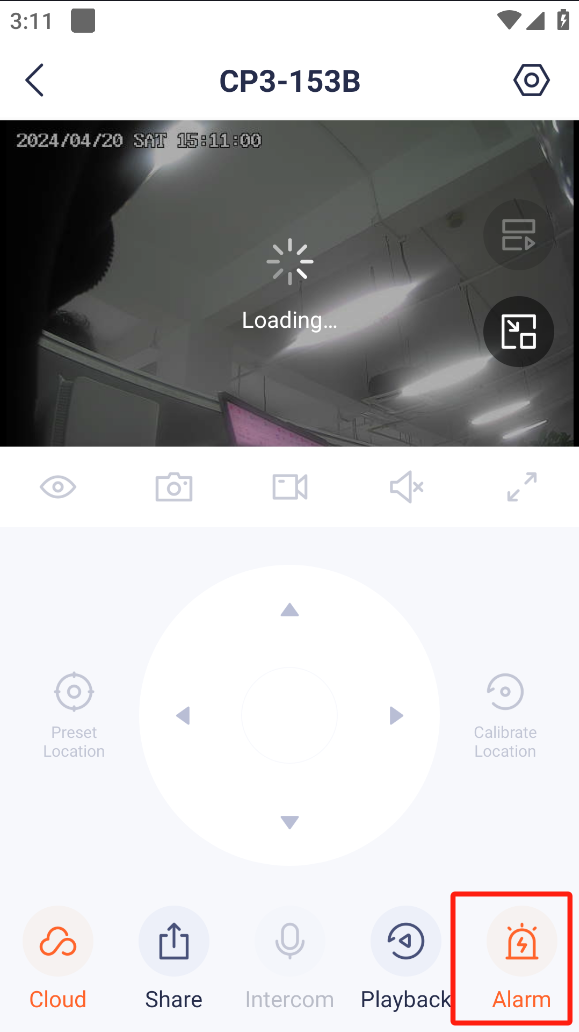 3:11
CP3-153B
2024/04/20 SAT 15:11:00
Loading...
Preset
Location
Calibrate
Location
Cloud
Share
Intercom
Playback
Alarm